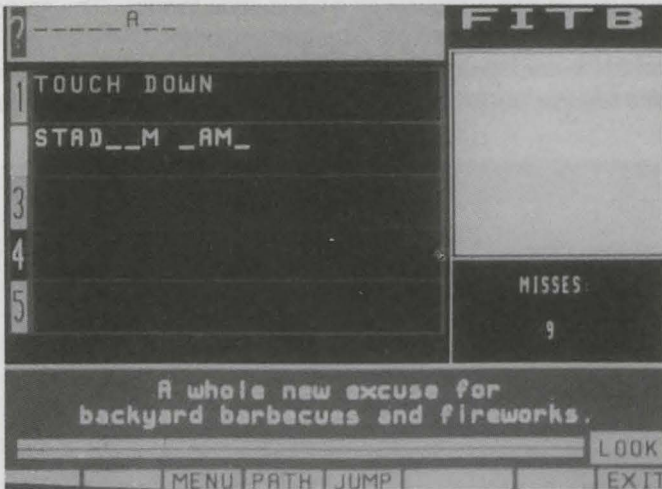 ? _____A__
FITB
1 TOUCH DOWN
STAD__M _AM_
3
4
5
MISSES:
9
A whole new excuse for
backyard barbecues and fireworks.
LOOK
MENU PATH JUMP EXIT